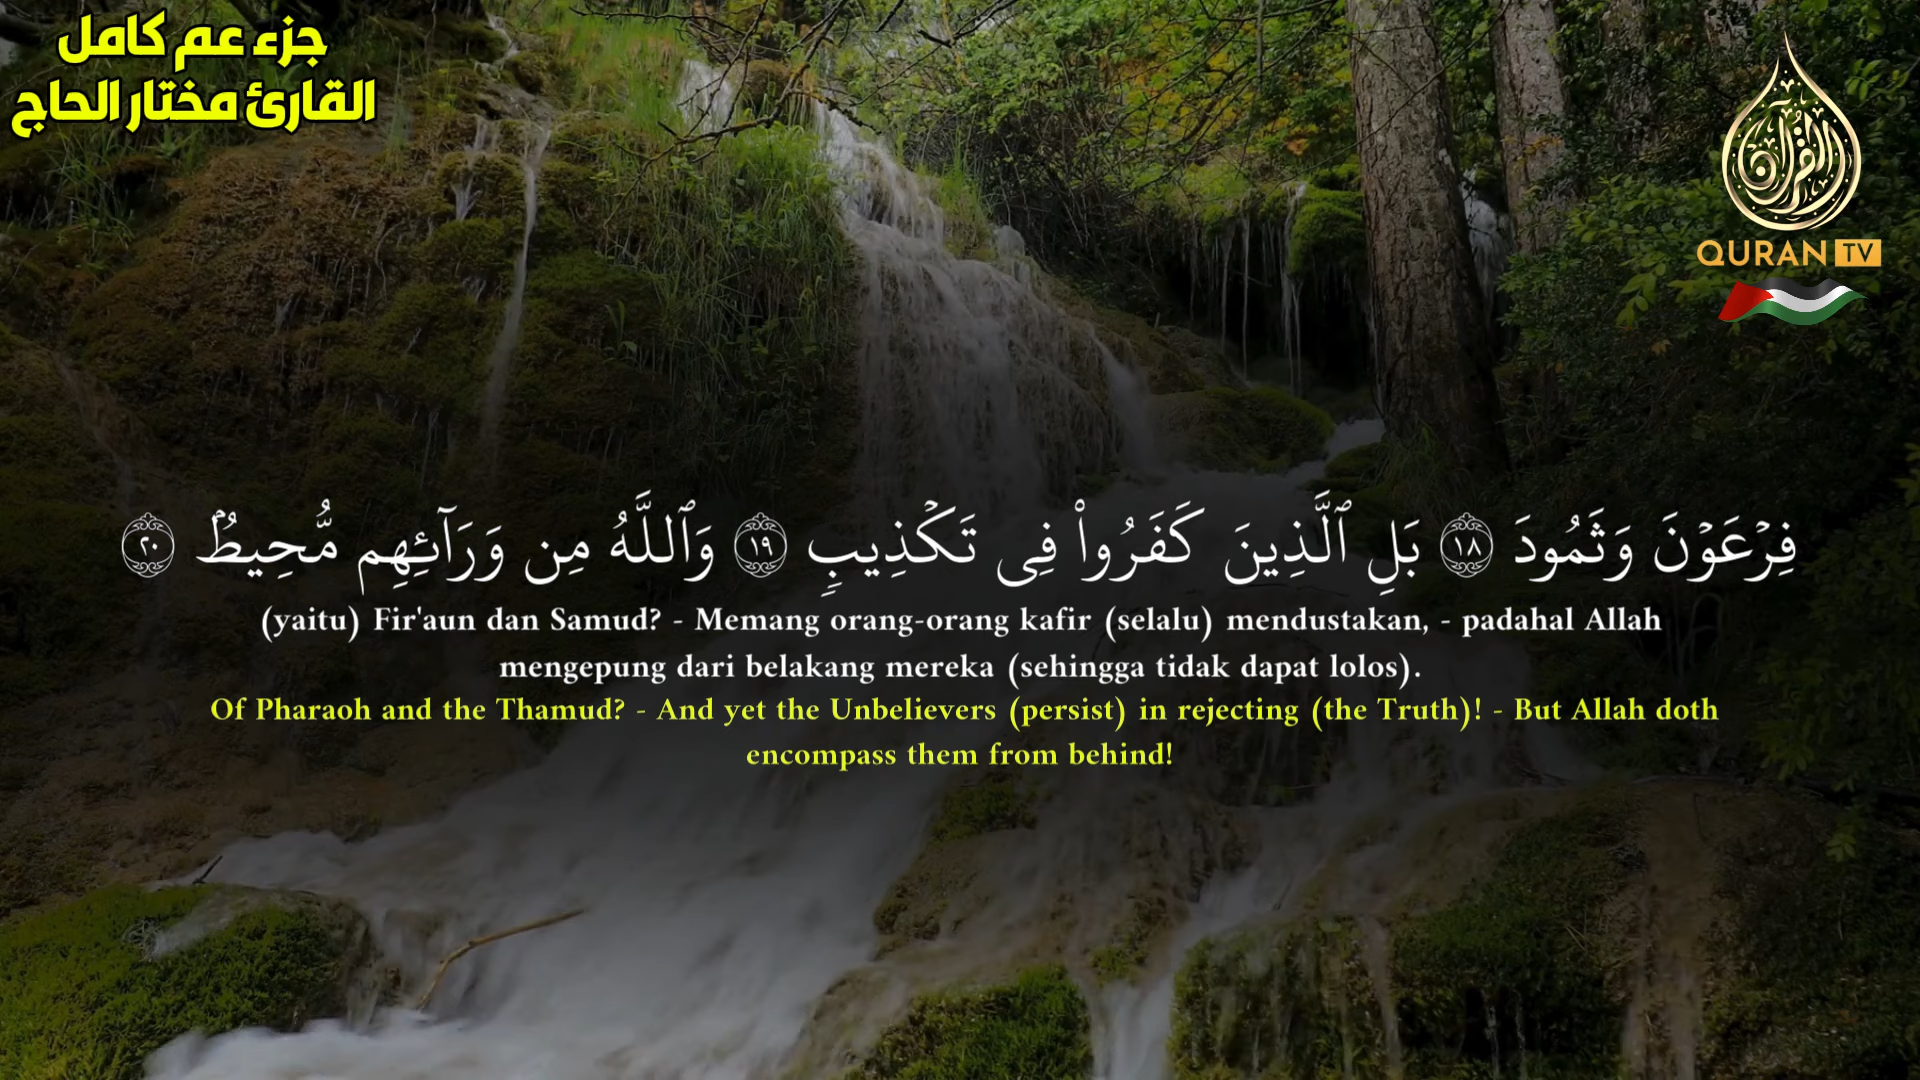 جزء عم كامل
القارئ مختار الحاج
القرآن
QURAN TV
فِرْعَوْنَ وَثَمُودَ ١٨ بَلِ ٱلَّذِينَ كَفَرُوا۟ فِى تَكْذِيبٍ ١٩ وَٱللَّهُ مِن وَرَآئِهِم مُّحِيطٌۢ ٢٠
(yaitu) Fir'aun dan Samud? - Memang orang-orang kafir (selalu) mendustakan, - padahal Allah
mengepung dari belakang mereka (sehingga tidak dapat lolos).
Of Pharaoh and the Thamud? - And yet the Unbelievers (persist) in rejecting (the Truth)! - But Allah doth
encompass them from behind!